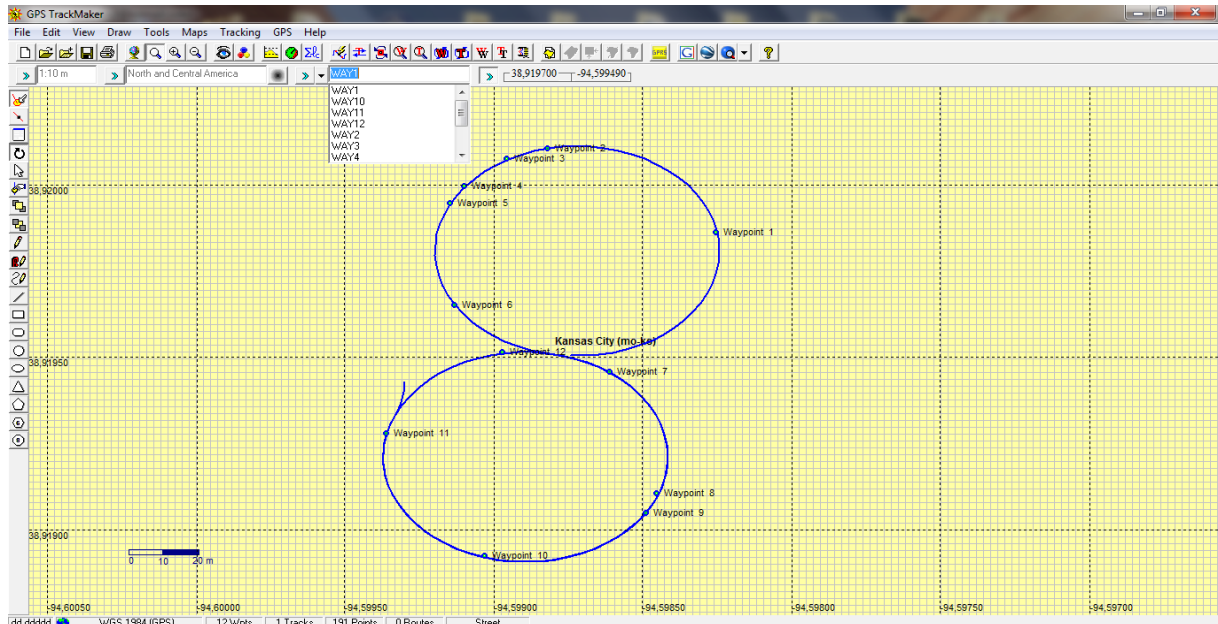 GPS TrackMaker
File Edit View Draw Tools Maps Tracking GPS Help
1:10 m
North and Central America
WAY1
38,919700
-94,599490
WAY1
WAY10
WAY11
WAY12
WAY2
WAY3
WAY4
Waypoint 2
Waypoint 3
38,92000
Waypoint 4
Waypoint 5
Waypoint 1
Waypoint 6
Kansas City (mo-ks)
Waypoint 12
38,91950
Waypoint 7
Waypoint 11
Waypoint 8
Waypoint 9
38,91900
Waypoint 10
0 10 20 m
-94,60050 -94,60000 -94,59950 -94,59900 -94,59850 -94,59800 -94,59750 -94,59700
dd.ddddd WGS 1984 (GPS) 12 Wpts 1 Tracks 191 Points 0 Routes Street